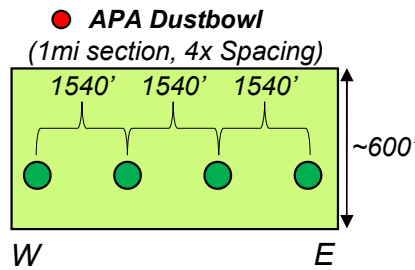 APA Dustbowl
(1mi section, 4x Spacing)
1540’ 1540’ 1540’
~600’
W E